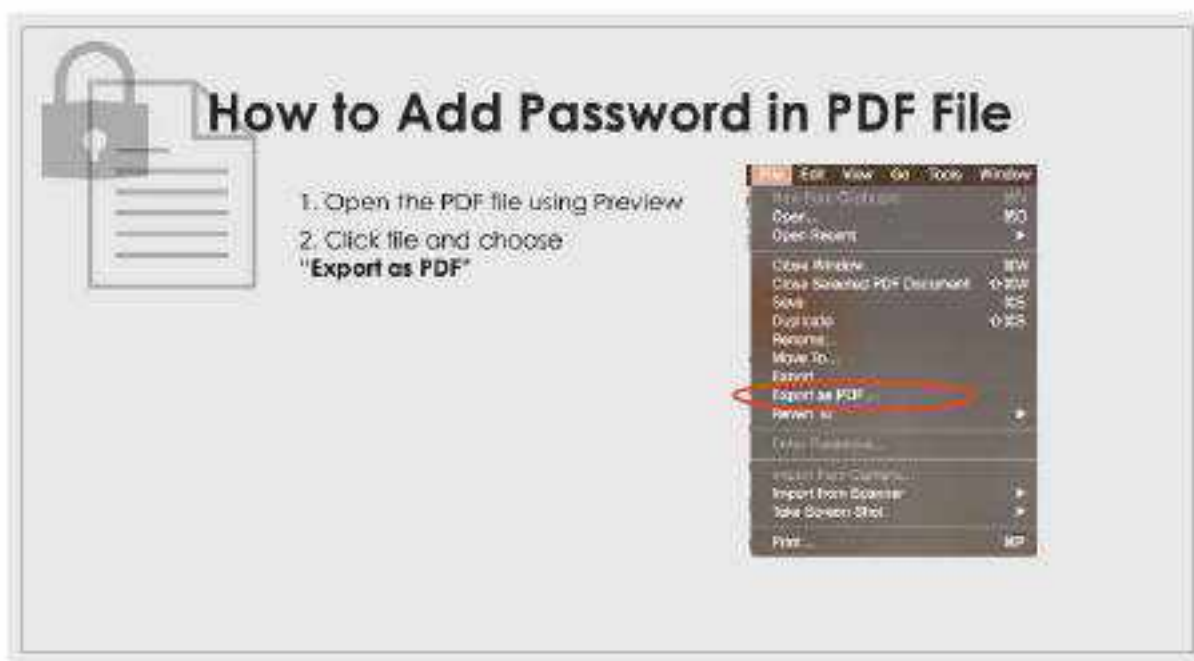 How to Add Password in PDF File
1. Open the PDF file using Preview
2. Click file and choose
"Export as PDF"
File Edit View Go Tools Window
Open... ⌘O
Open Recent
Close Window ⌘W
Close Selected PDF Document ⇧⌘W
Save ⌘S
Duplicate ⇧⌘S
Rename...
Move To...
Export...
Export as PDF...
Revert To
Import from Scanner
Take Screen Shot
Print... ⌘P